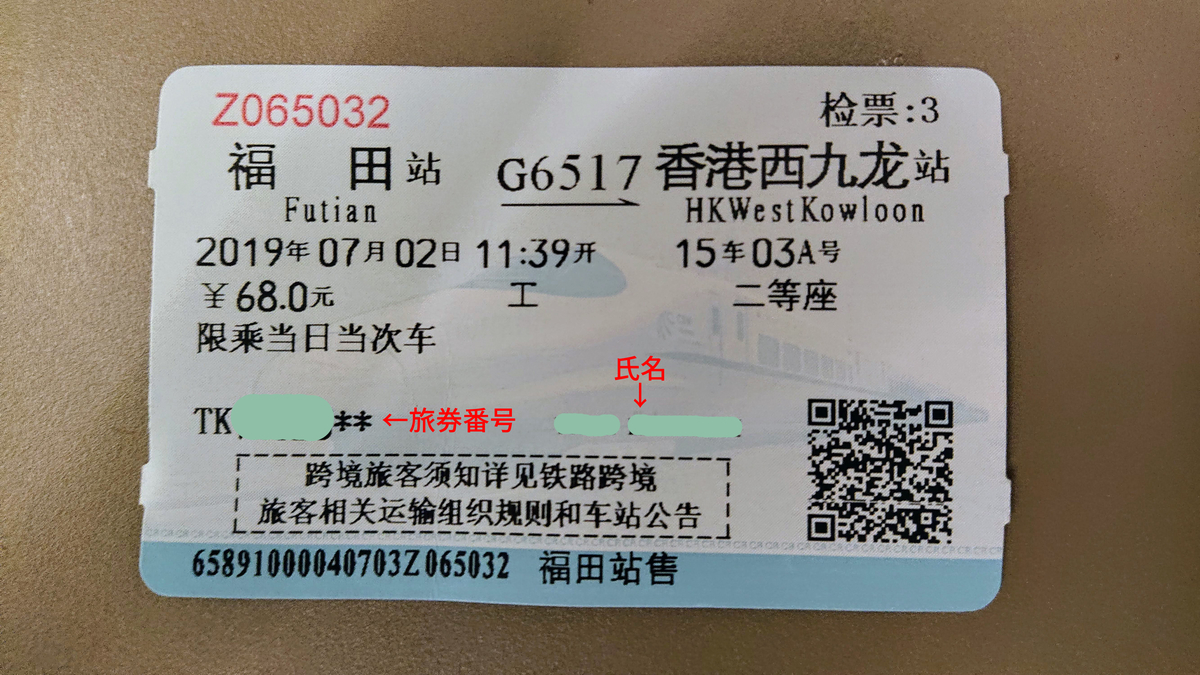 Z065032 检票:3
福田站 G6517 香港西九龙站
Futian HKWestKowloon
2019年07月02日 11:39开 15车03A号
￥68.0元 工 二等座
限乘当日当次车
氏名
↓
TK ** ←旅券番号
跨境旅客须知详见铁路跨境
旅客相关运输组织规则和车站公告
65891000040703Z065032 福田站售